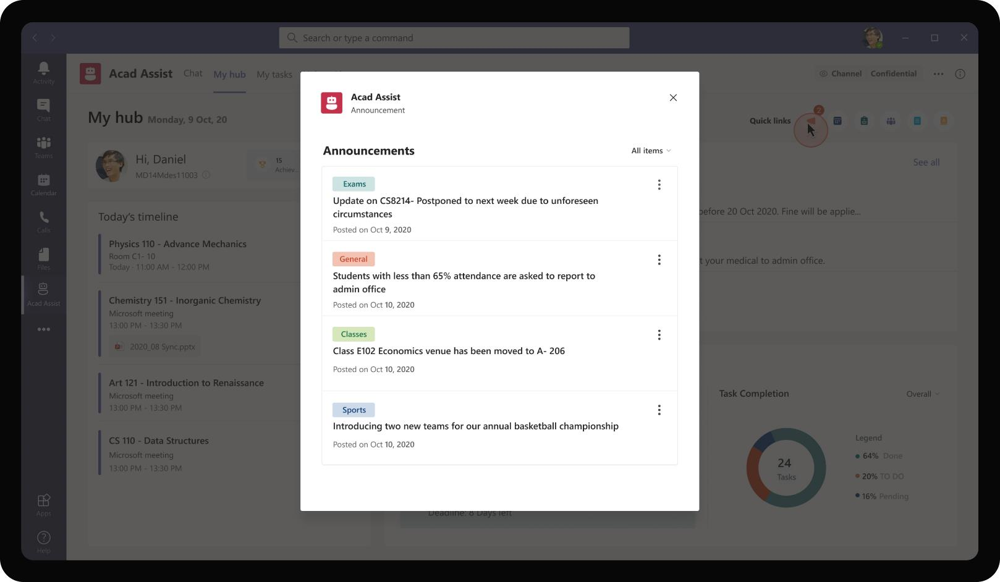 Search or type a command
Activity
Chat
Teams
Calendar
Calls
Files
Acad Assist
Apps
Help
Acad Assist
Chat
My hub
My tasks
Channel
Confidential
My hub
Monday, 9 Oct, 20
Quick links
2
Hi, Daniel
MD14Mdes11003
15
Achiev...
See all
Today's timeline
Physics 110 - Advance Mechanics
Room C1- 10
Today · 11:00 AM - 12:00 PM
Chemistry 151 - Inorganic Chemistry
Microsoft meeting
13:00 PM - 13:30 PM
2020_08 Sync.pptx
Art 121 - Introduction to Renaissance
Microsoft meeting
13:00 PM - 13:30 PM
CS 110 - Data Structures
Microsoft meeting
13:00 PM - 13:30 PM
Acad Assist
Announcement
Announcements
All items
Exams
Update on CS8214- Postponed to next week due to unforeseen
circumstances
Posted on Oct 9, 2020
General
Students with less than 65% attendance are asked to report to
admin office
Posted on Oct 10, 2020
Classes
Class E102 Economics venue has been moved to A- 206
Posted on Oct 10, 2020
Sports
Introducing two new teams for our annual basketball championship
Posted on Oct 10, 2020
before 20 Oct 2020. Fine will be applie...
t your medical to admin office.
Deadline: 8 Days left
Task Completion
Overall
24
Tasks
Legend
64% Done
20% TO DO
16% Pending